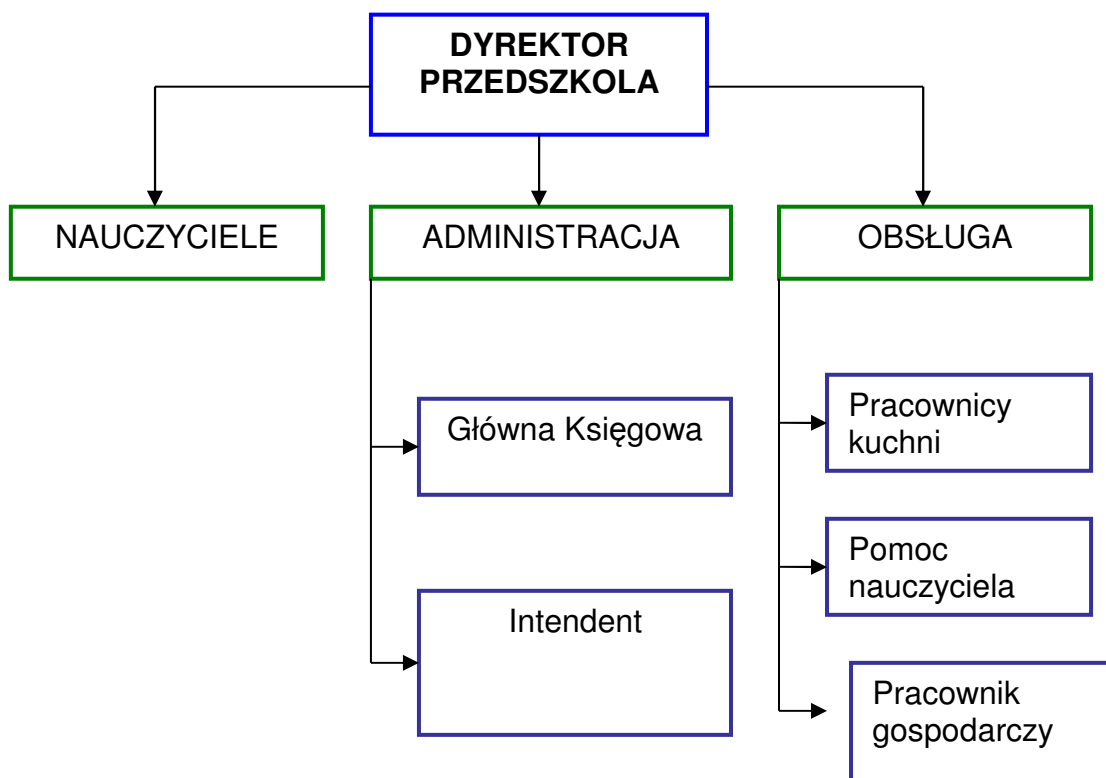 DYREKTOR
PRZEDSZKOLA
NAUCZYCIELE
ADMINISTRACJA
OBSŁUGA
Główna Księgowa
Intendent
Pracownicy
kuchni
Pomoc
nauczyciela
Pracownik
gospodarczy